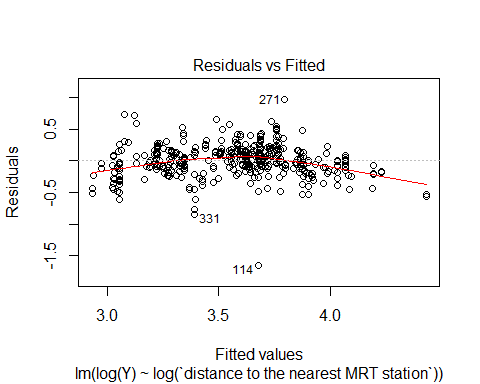 Residuals vs Fitted
Residuals
0.5
-0.5
-1.5
271
331
114
3.0 3.5 4.0
Fitted values
lm(log(Y) ~ log(`distance to the nearest MRT station`))